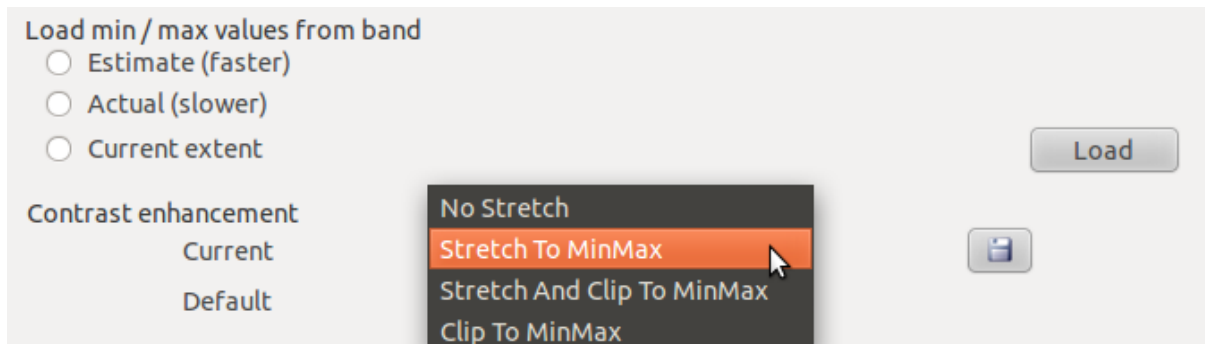 Load min / max values from band
Estimate (faster)
Actual (slower)
Current extent
Load
Contrast enhancement
No Stretch
Current
Stretch To MinMax
Stretch And Clip To MinMax
Default
Clip To MinMax